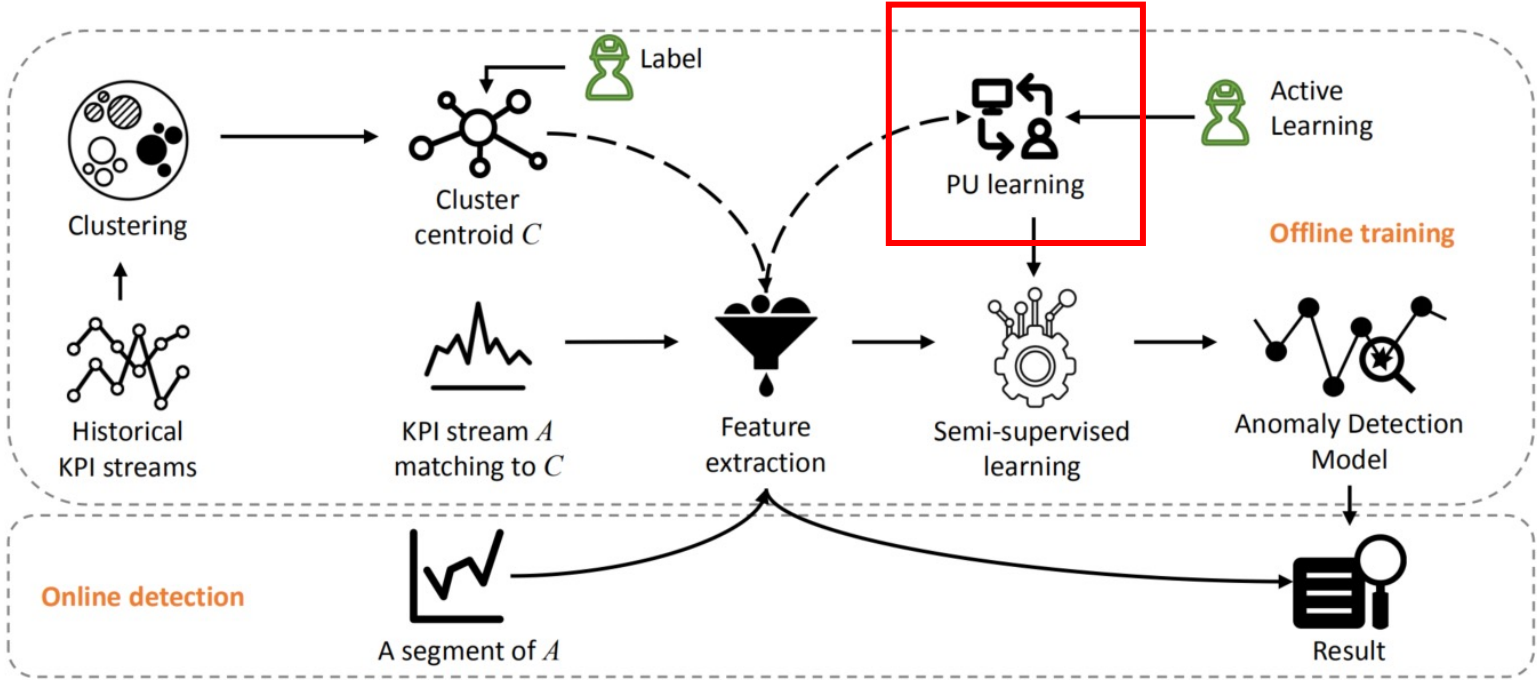 Label
Active
Learning
PU learning
Clustering
Cluster
centroid C
Offline training
Historical
KPI streams
KPI stream A
matching to C
Feature
extraction
Semi-supervised
learning
Anomaly Detection
Model
Online detection
A segment of A
Result